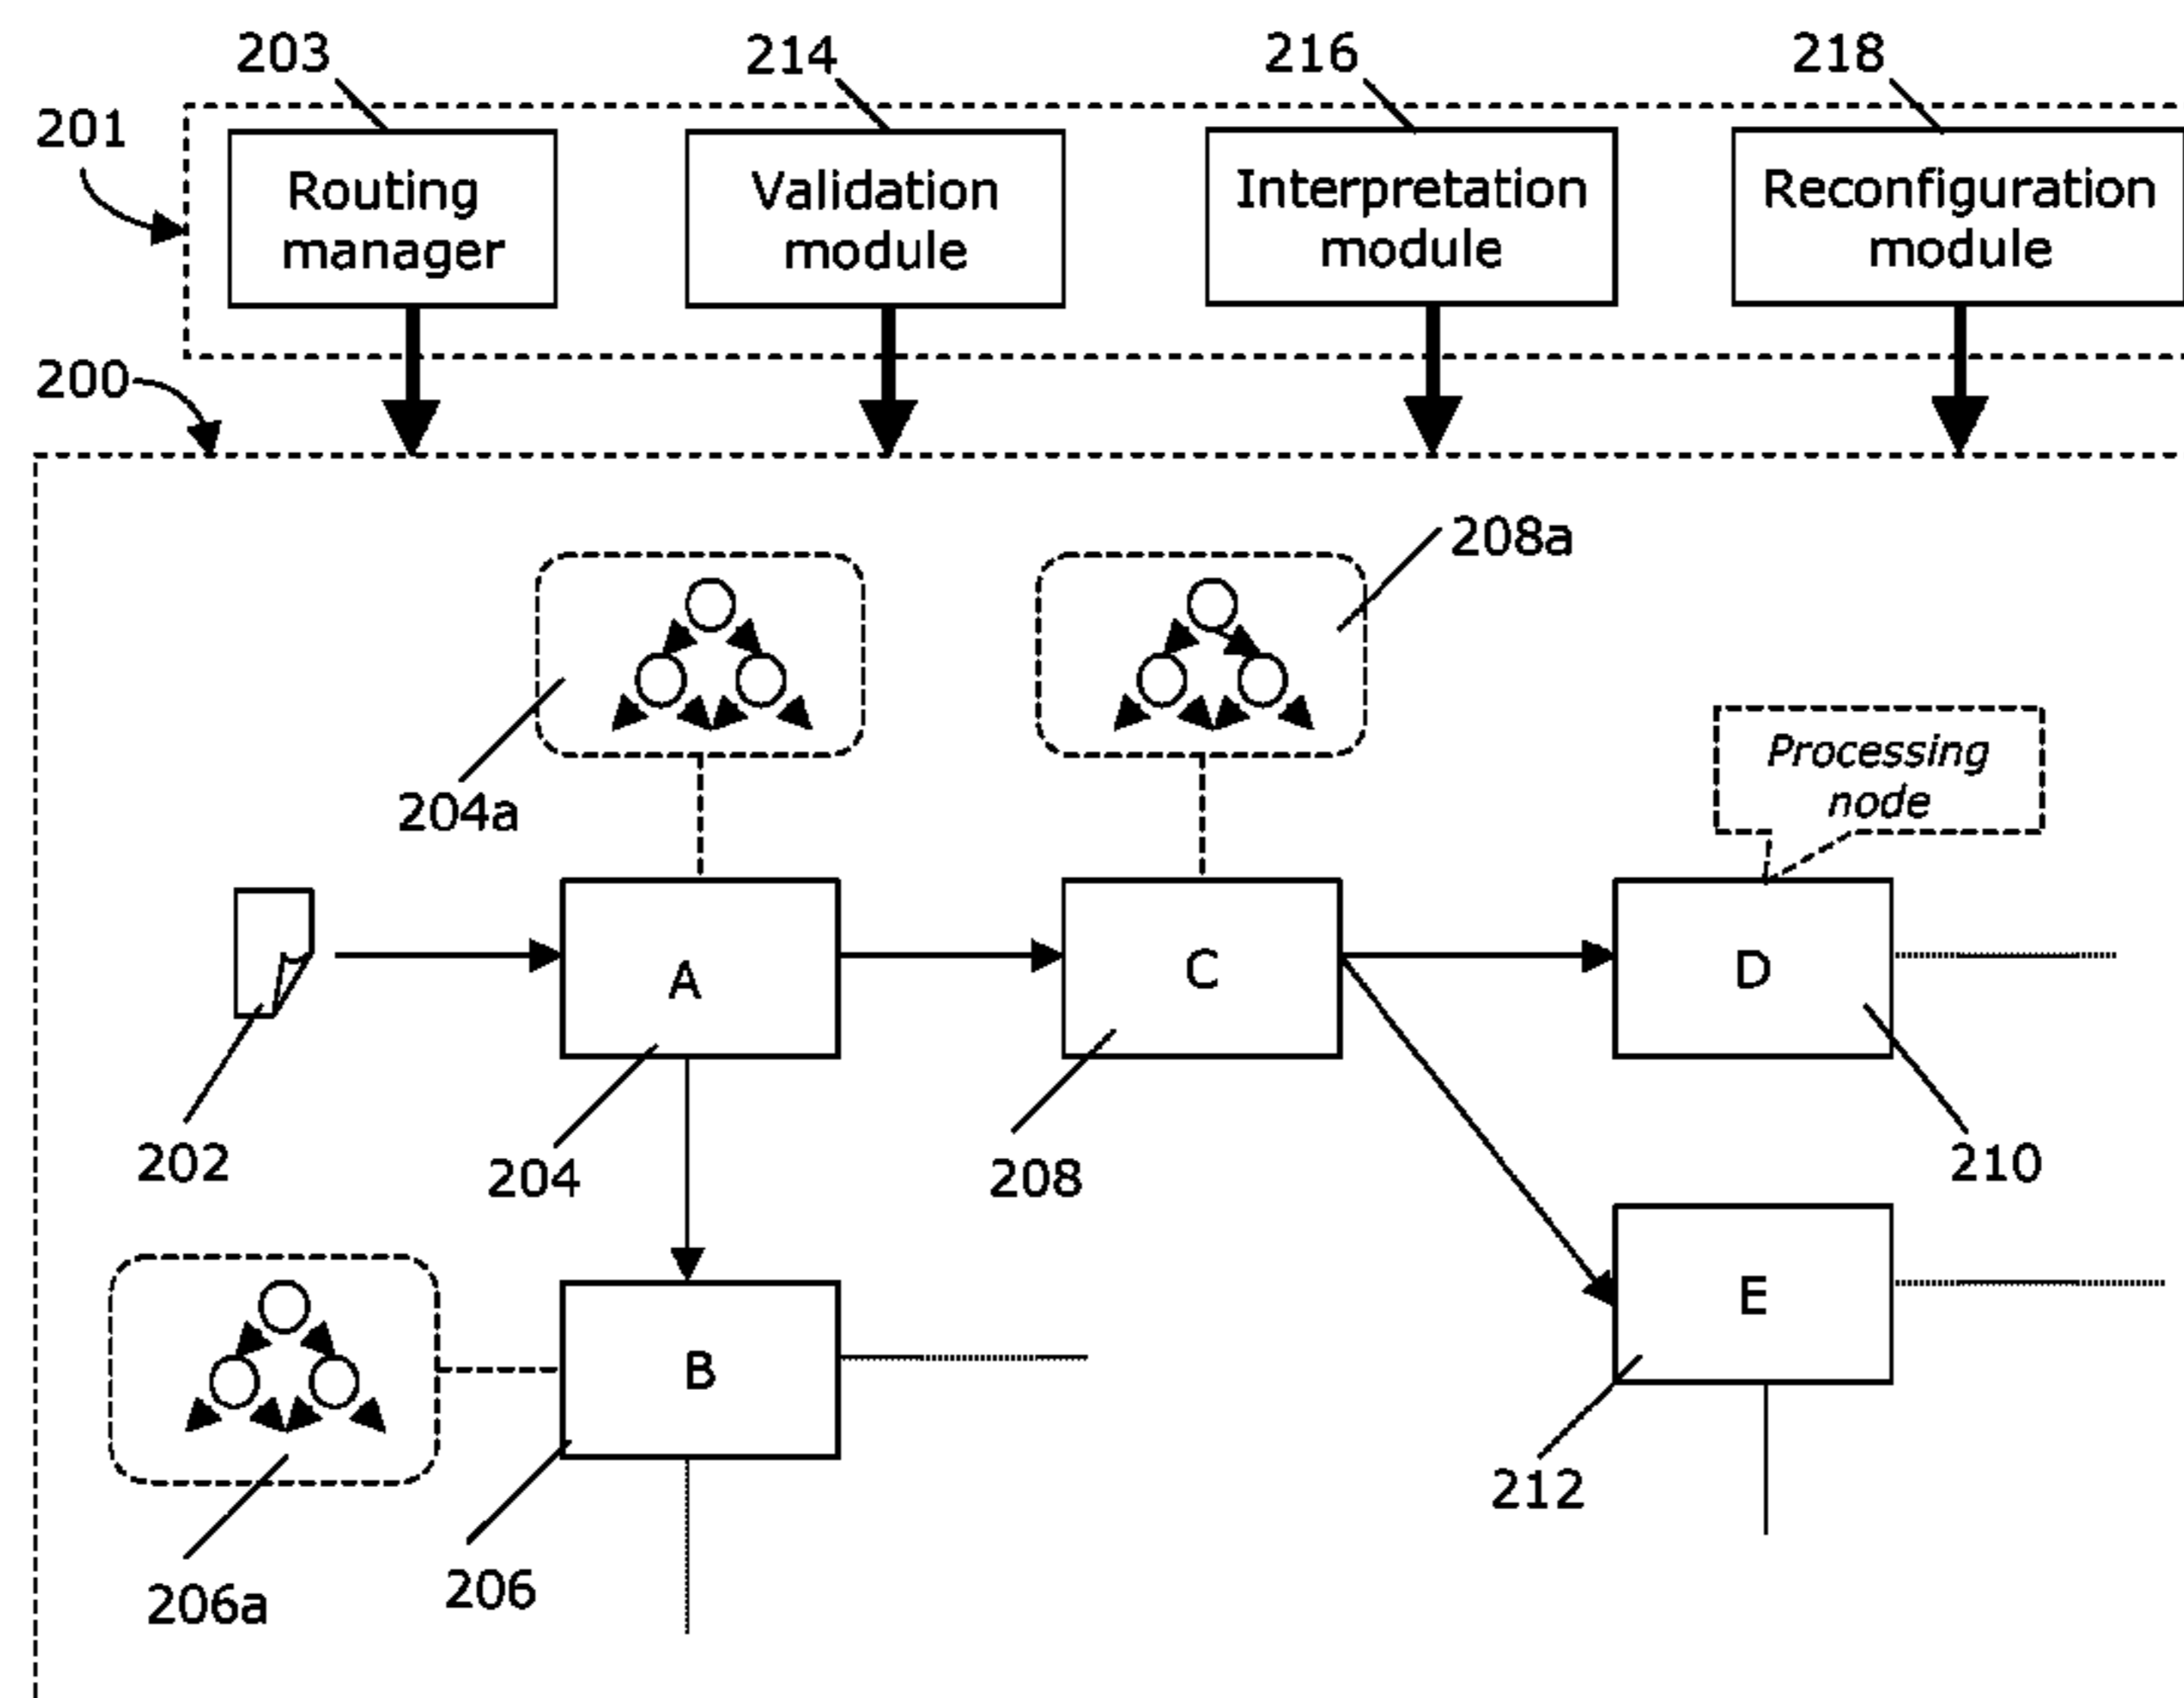 203
214
216
218
201
Routing
manager
Validation
module
Interpretation
module
Reconfiguration
module
200
208a
204a
Processing
node
A
C
D
202
204
208
210
B
E
206a
206
212